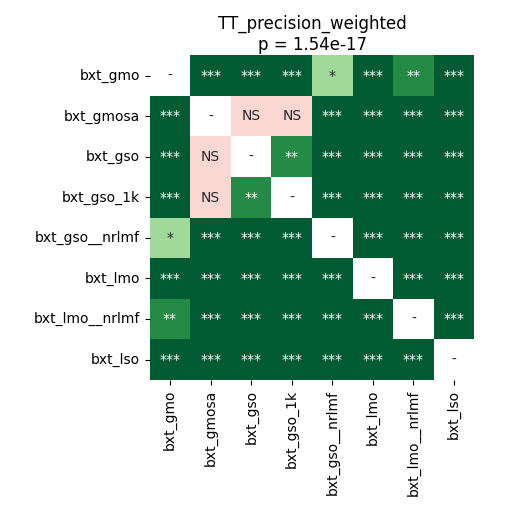 TT_precision_weighted
p = 1.54e-17
bxt_gmo - *** *** *** * *** ** ***
bxt_gmosa *** - NS NS *** *** *** ***
bxt_gso *** NS - ** *** *** *** ***
bxt_gso_1k *** NS ** - *** *** *** ***
bxt_gso__nrlmf * *** *** *** - *** *** ***
bxt_lmo *** *** *** *** *** - *** ***
bxt_lmo__nrlmf ** *** *** *** *** *** - ***
bxt_lso *** *** *** *** *** *** *** -
bxt_gmo
bxt_gmosa
bxt_gso
bxt_gso_1k
bxt_gso__nrlmf
bxt_lmo
bxt_lmo__nrlmf
bxt_lso